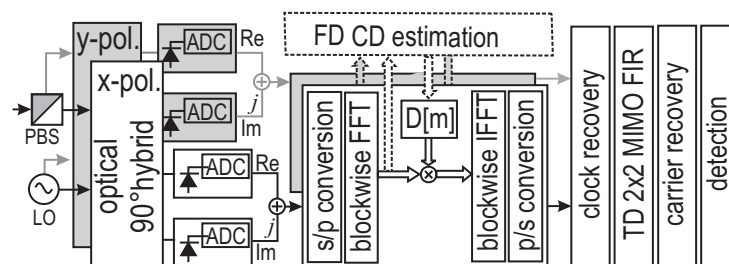 y-pol.
ADC
Re
x-pol.
ADC
j
Im
PBS
LO
optical
90°hybrid
ADC
Re
ADC
j
Im
FD CD estimation
D[m]
s/p conversion
blockwise FFT
blockwise IFFT
p/s conversion
clock recovery
TD 2x2 MIMO FIR
carrier recovery
detection